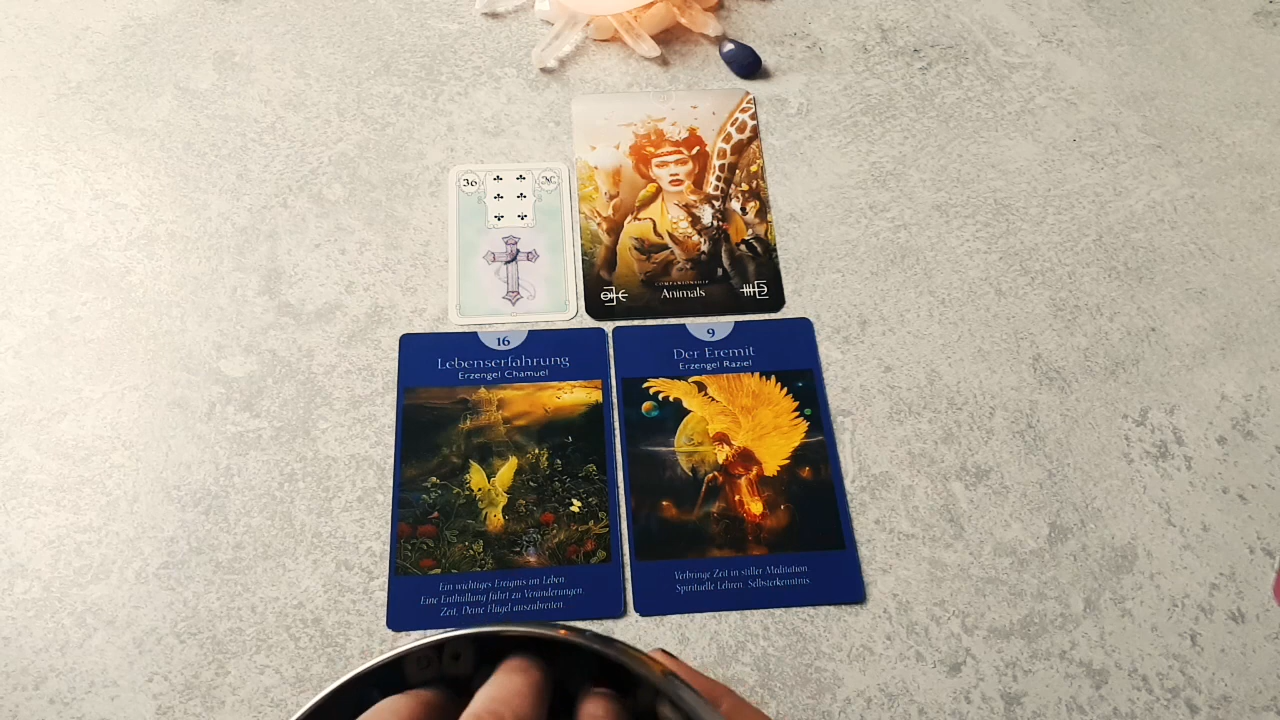 36
COMPANIONSHIP
Animals
16
Lebenserfahrung
Erzengel Chamuel
Ein wichtiges Ereignis im Leben.
Eine Enthüllung führt zu Veränderungen.
Zeit, Deine Flügel auszubreiten.
9
Der Eremit
Erzengel Raziel
Verbringe Zeit in stiller Meditation.
Spirituelle Lehren. Selbsterkenntnis.